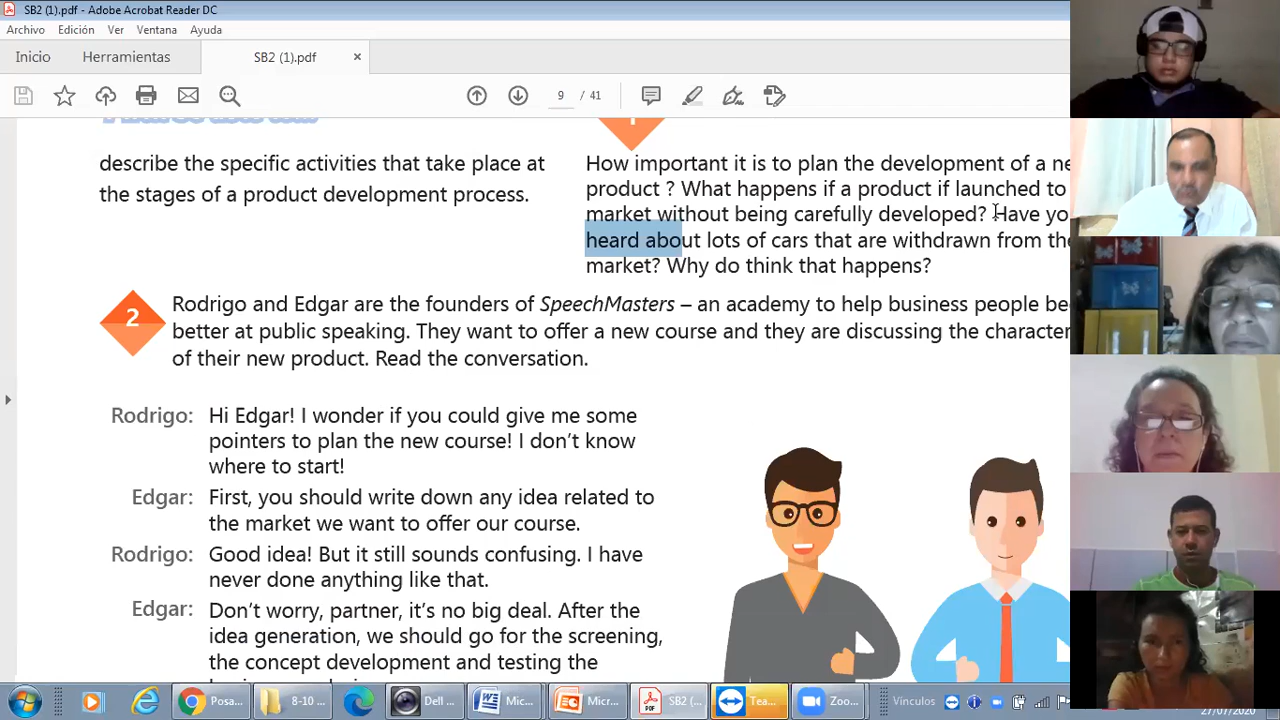 SB2 (1).pdf - Adobe Acrobat Reader DC
Archivo Edición Ver Ventana Ayuda
Inicio Herramientas SB2 (1).pdf ×
9 / 41
describe the specific activities that take place at
the stages of a product development process.
How important it is to plan the development of a ne
product ? What happens if a product if launched to
market without being carefully developed? Have yo
heard about lots of cars that are withdrawn from the
market? Why do think that happens?
2
Rodrigo and Edgar are the founders of SpeechMasters – an academy to help business people be
better at public speaking. They want to offer a new course and they are discussing the character
of their new product. Read the conversation.
Rodrigo: Hi Edgar! I wonder if you could give me some
pointers to plan the new course! I don't know
where to start!
Edgar: First, you should write down any idea related to
the market we want to offer our course.
Rodrigo: Good idea! But it still sounds confusing. I have
never done anything like that.
Edgar: Don't worry, partner, it's no big deal. After the
idea generation, we should go for the screening,
the concept development and testing the
Posa... 8-10 ... Dell ... Micr... Micr... SB2 (... Tea... Zoo... Vínculos
27/07/2020